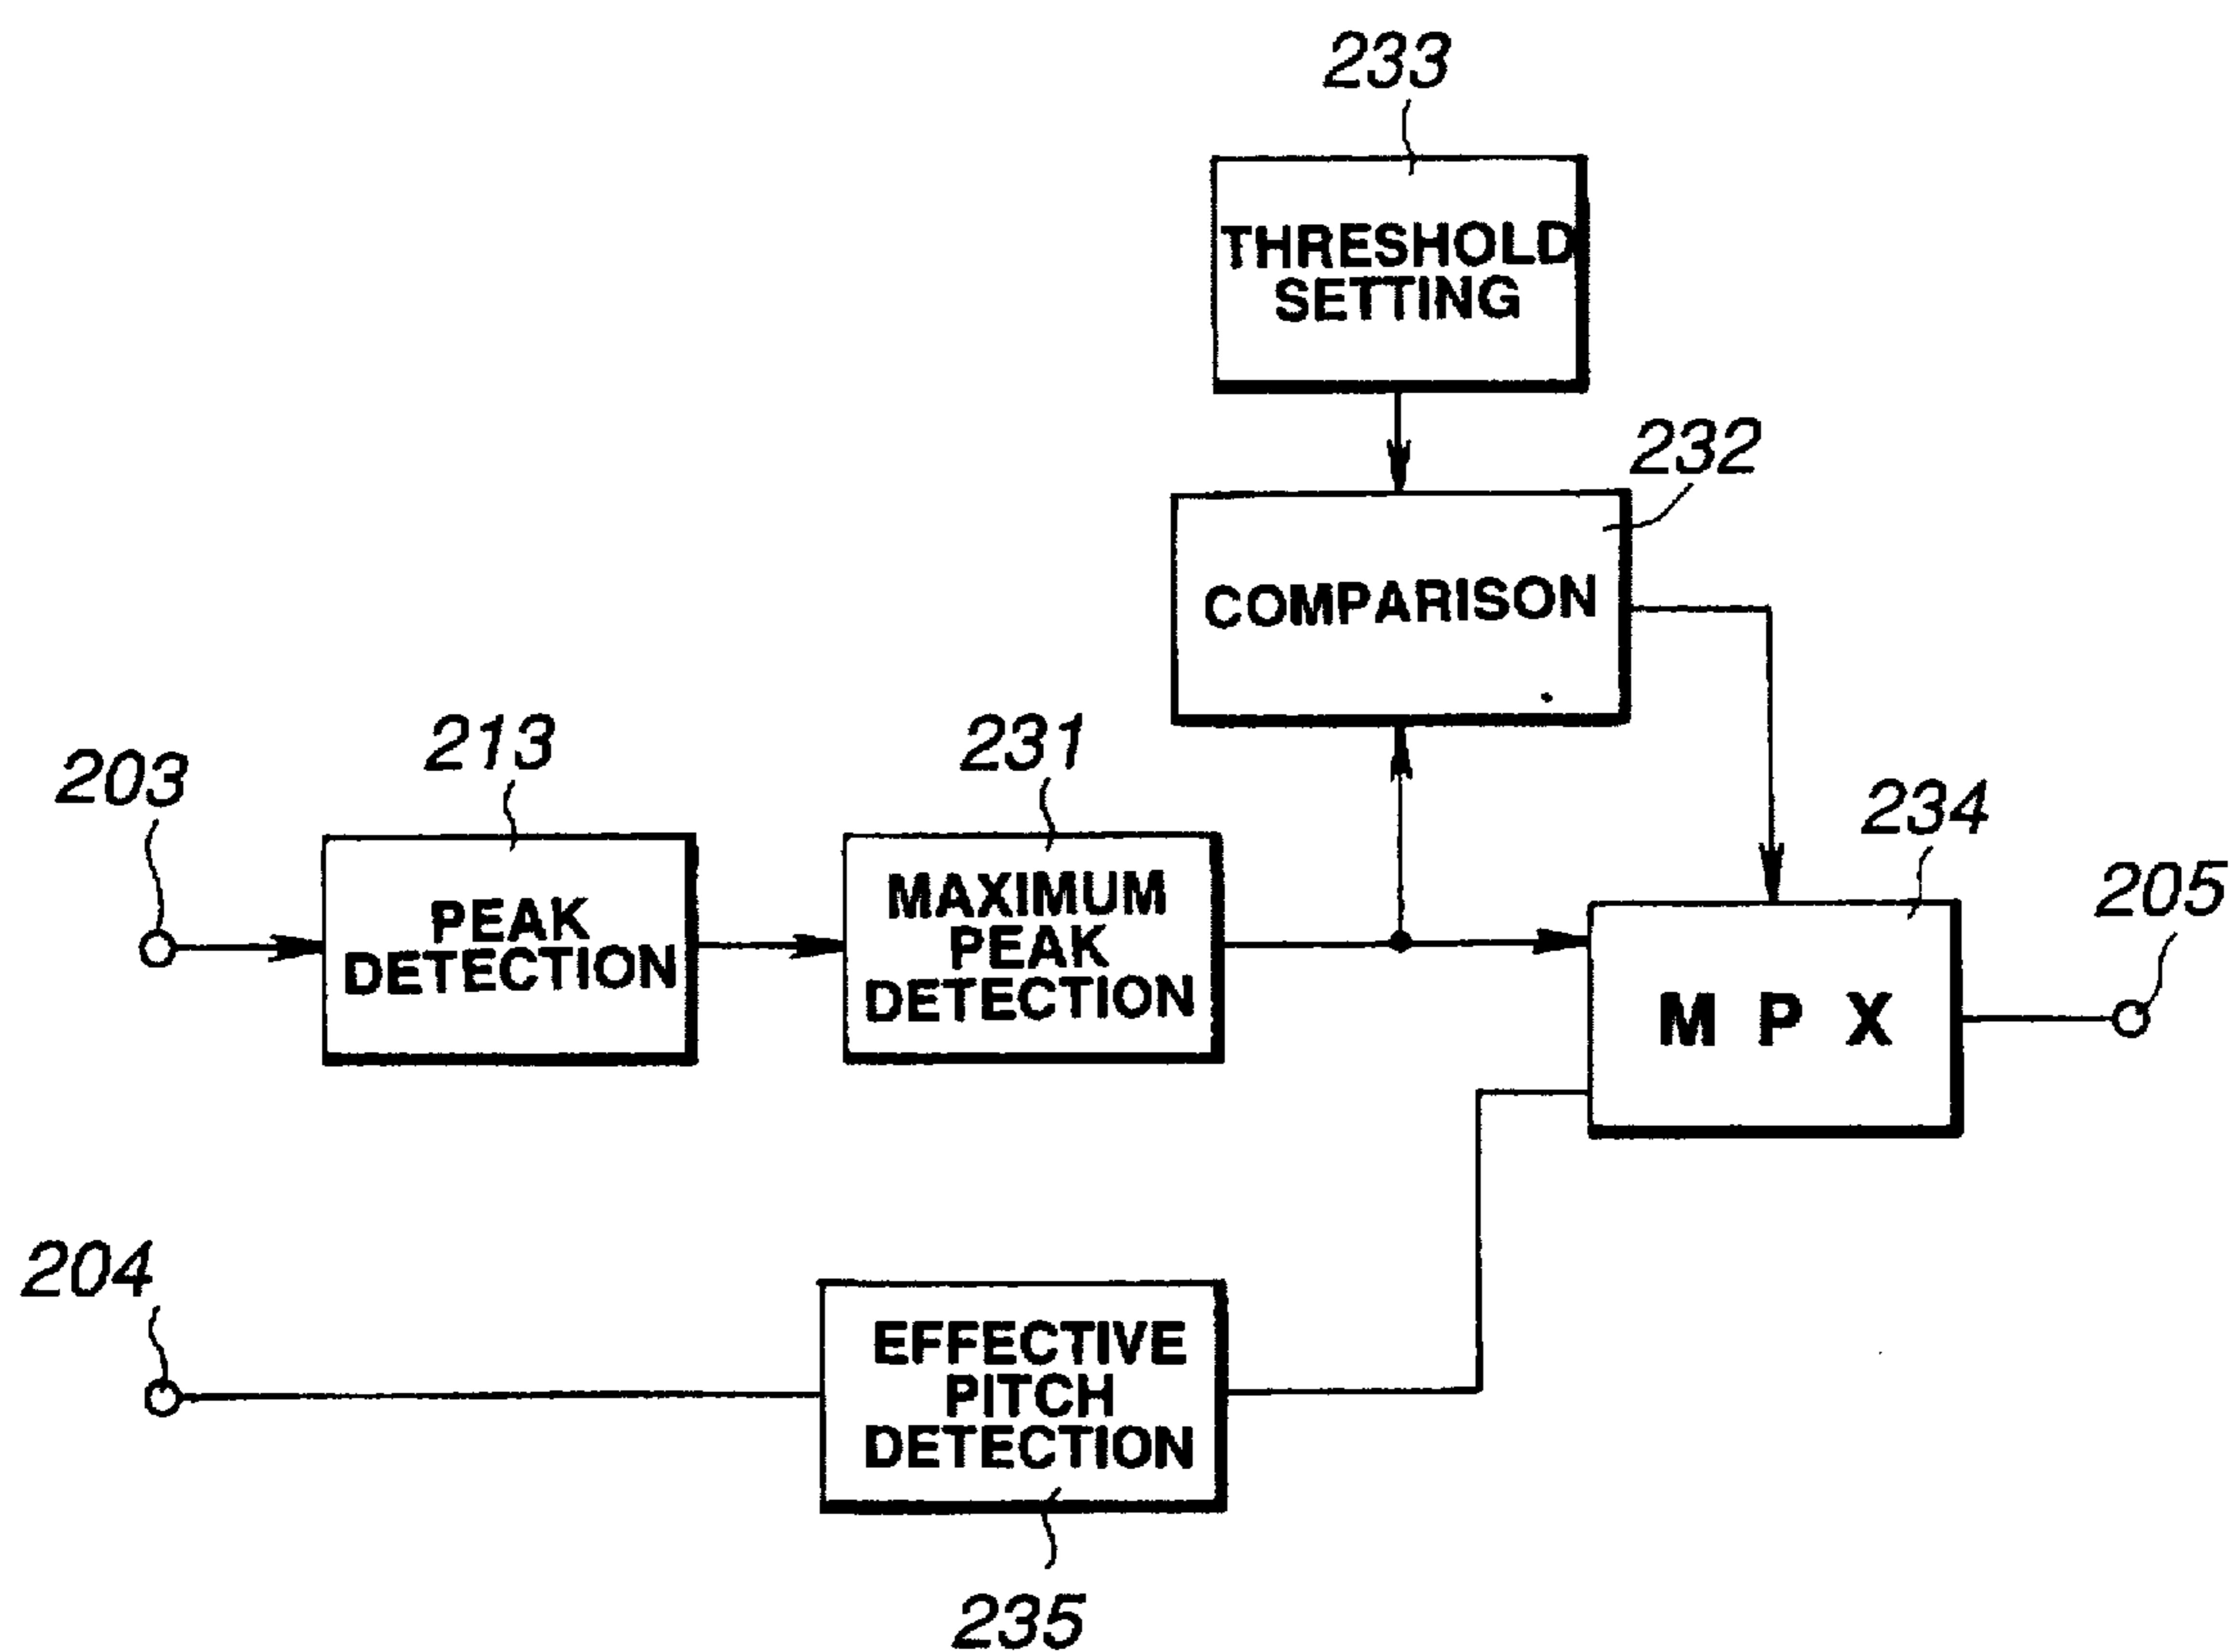 233
THRESHOLD
SETTING
232
COMPARISON
203
213
231
234
205
PEAK
DETECTION
MAXIMUM
PEAK
DETECTION
M P X
204
EFFECTIVE
PITCH
DETECTION
235